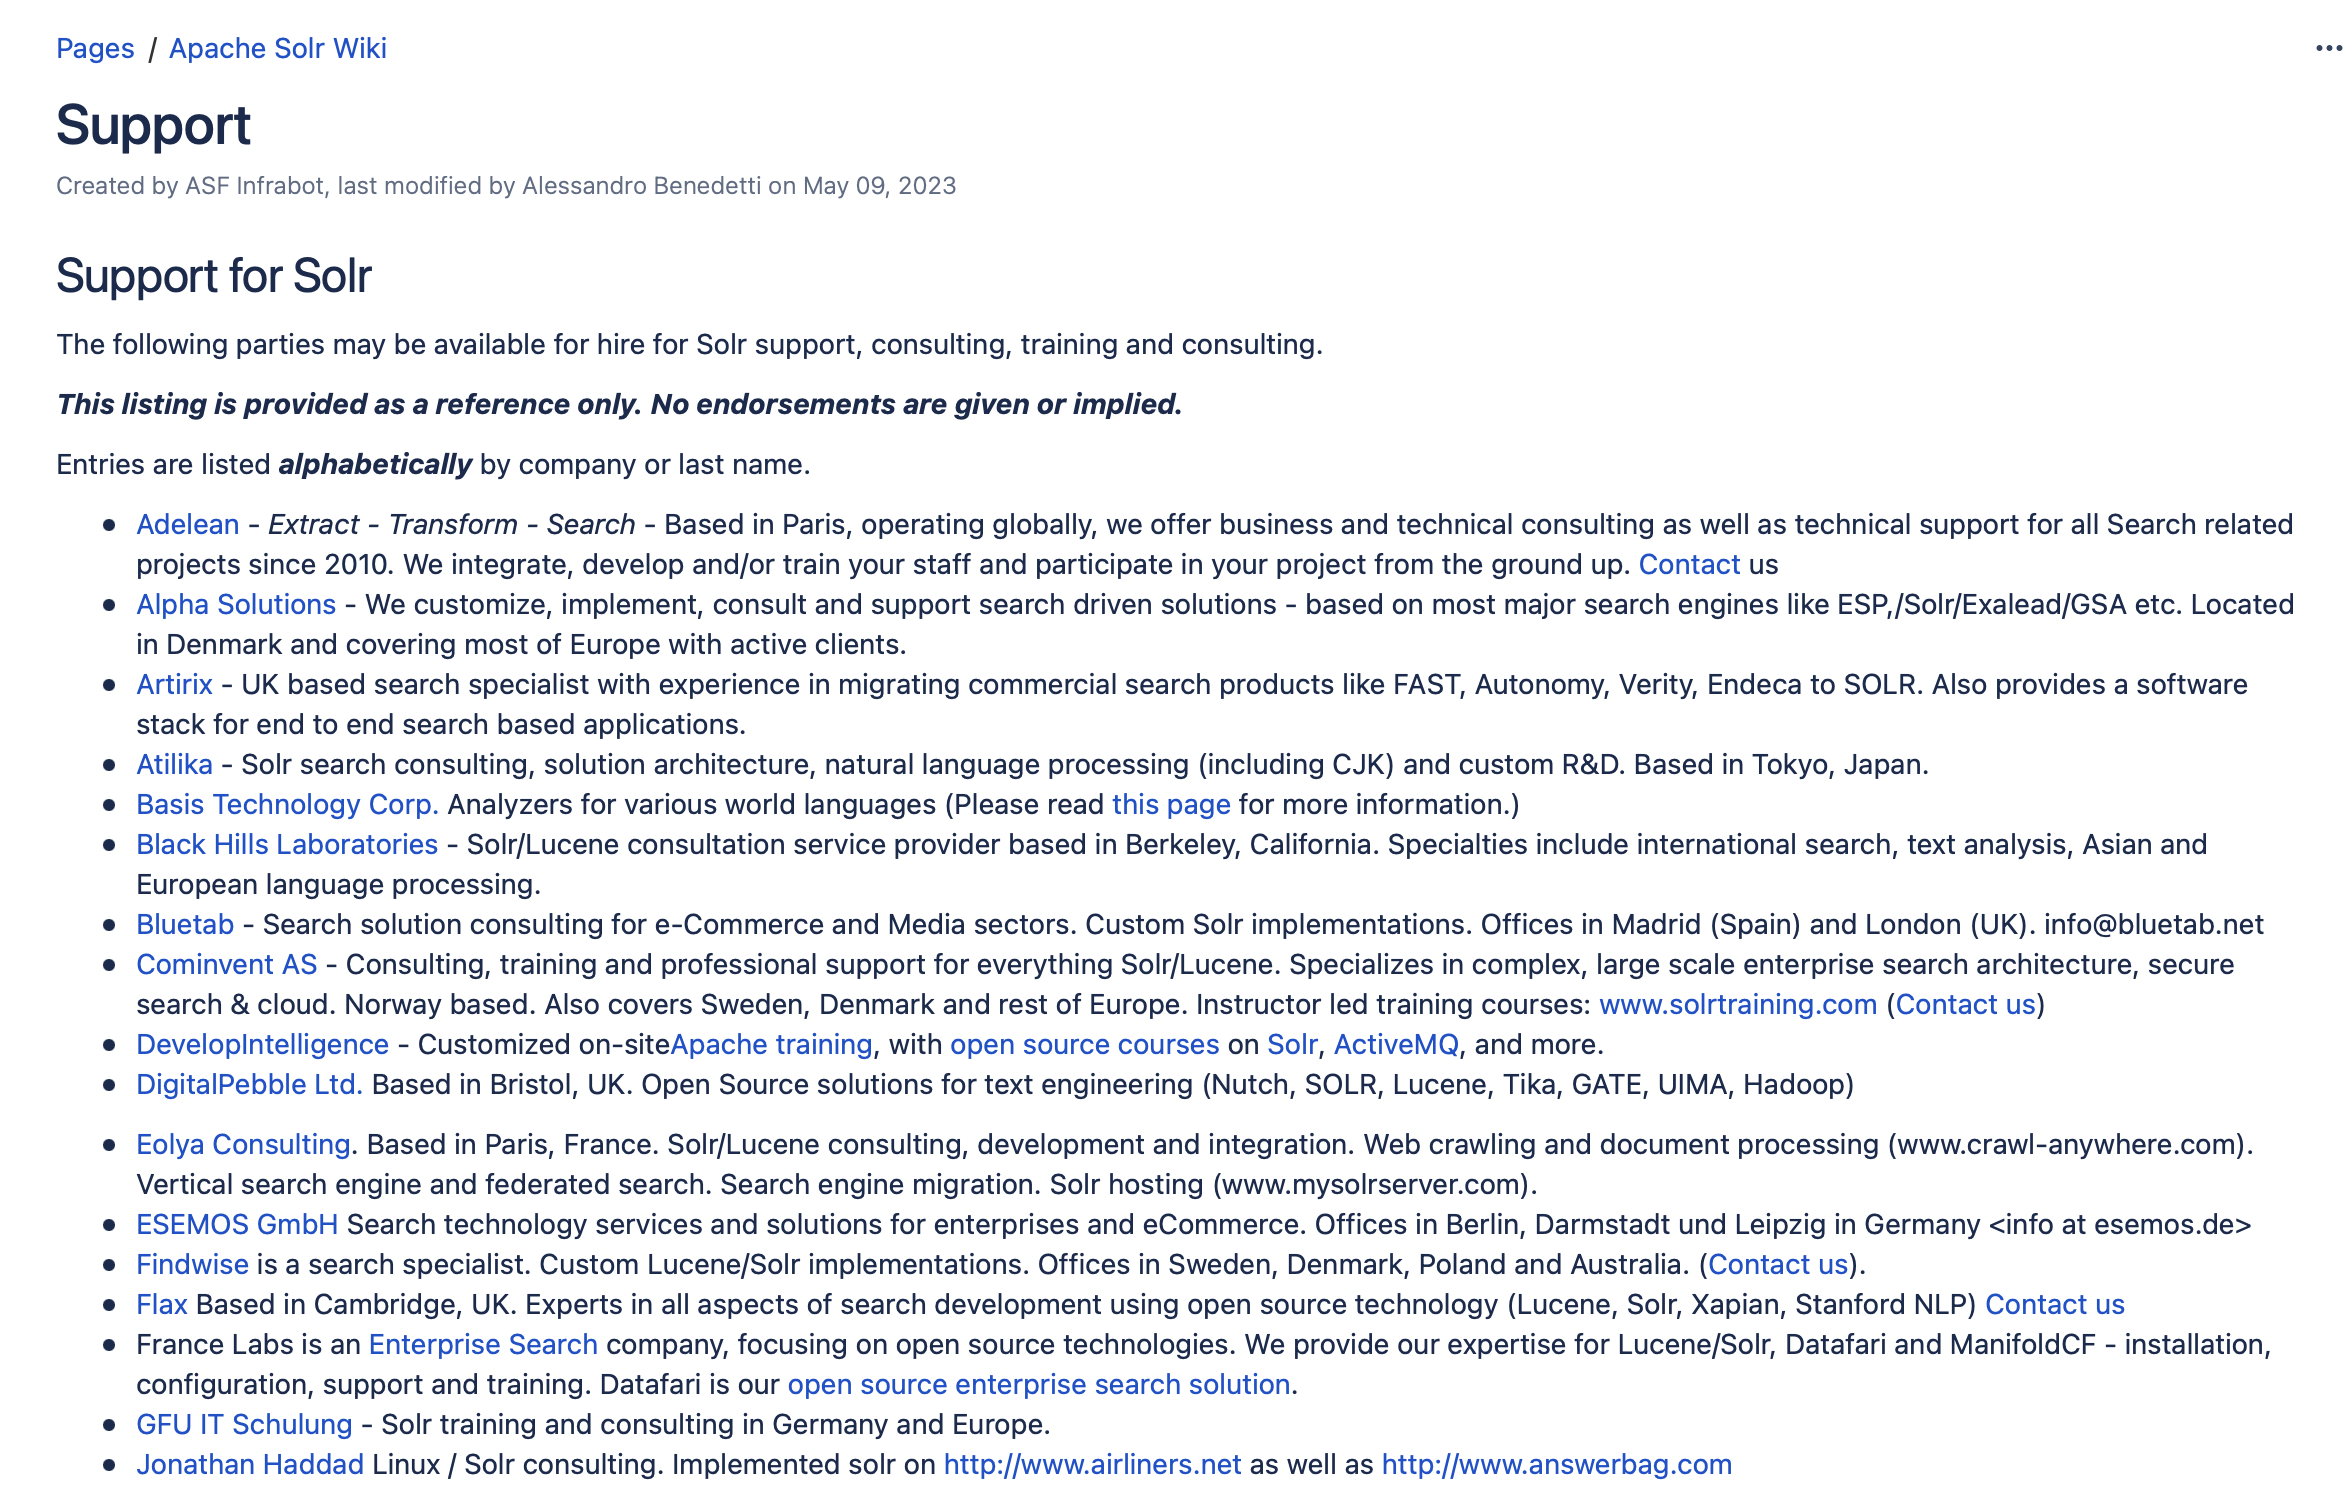 Pages / Apache Solr Wiki
Support
Created by ASF Infrabot, last modified by Alessandro Benedetti on May 09, 2023
Support for Solr
The following parties may be available for hire for Solr support, consulting, training and consulting.
This listing is provided as a reference only. No endorsements are given or implied.
Entries are listed alphabetically by company or last name.
Adelean - Extract - Transform - Search - Based in Paris, operating globally, we offer business and technical consulting as well as technical support for all Search related
projects since 2010. We integrate, develop and/or train your staff and participate in your project from the ground up. Contact us
Alpha Solutions - We customize, implement, consult and support search driven solutions - based on most major search engines like ESP,/Solr/Exalead/GSA etc. Located
in Denmark and covering most of Europe with active clients.
Artirix - UK based search specialist with experience in migrating commercial search products like FAST, Autonomy, Verity, Endeca to SOLR. Also provides a software
stack for end to end search based applications.
Atilika - Solr search consulting, solution architecture, natural language processing (including CJK) and custom R&D. Based in Tokyo, Japan.
Basis Technology Corp. Analyzers for various world languages (Please read this page for more information.)
Black Hills Laboratories - Solr/Lucene consultation service provider based in Berkeley, California. Specialties include international search, text analysis, Asian and
European language processing.
Bluetab - Search solution consulting for e-Commerce and Media sectors. Custom Solr implementations. Offices in Madrid (Spain) and London (UK). info@bluetab.net
Cominvent AS - Consulting, training and professional support for everything Solr/Lucene. Specializes in complex, large scale enterprise search architecture, secure
search & cloud. Norway based. Also covers Sweden, Denmark and rest of Europe. Instructor led training courses: www.solrtraining.com (Contact us)
DevelopIntelligence - Customized on-siteApache training, with open source courses on Solr, ActiveMQ, and more.
DigitalPebble Ltd. Based in Bristol, UK. Open Source solutions for text engineering (Nutch, SOLR, Lucene, Tika, GATE, UIMA, Hadoop)
Eolya Consulting. Based in Paris, France. Solr/Lucene consulting, development and integration. Web crawling and document processing (www.crawl-anywhere.com).
Vertical search engine and federated search. Search engine migration. Solr hosting (www.mysolrserver.com).
ESEMOS GmbH Search technology services and solutions for enterprises and eCommerce. Offices in Berlin, Darmstadt und Leipzig in Germany <info at esemos.de>
Findwise is a search specialist. Custom Lucene/Solr implementations. Offices in Sweden, Denmark, Poland and Australia. (Contact us).
Flax Based in Cambridge, UK. Experts in all aspects of search development using open source technology (Lucene, Solr, Xapian, Stanford NLP) Contact us
France Labs is an Enterprise Search company, focusing on open source technologies. We provide our expertise for Lucene/Solr, Datafari and ManifoldCF - installation,
configuration, support and training. Datafari is our open source enterprise search solution.
GFU IT Schulung - Solr training and consulting in Germany and Europe.
Jonathan Haddad Linux / Solr consulting. Implemented solr on http://www.airliners.net as well as http://www.answerbag.com